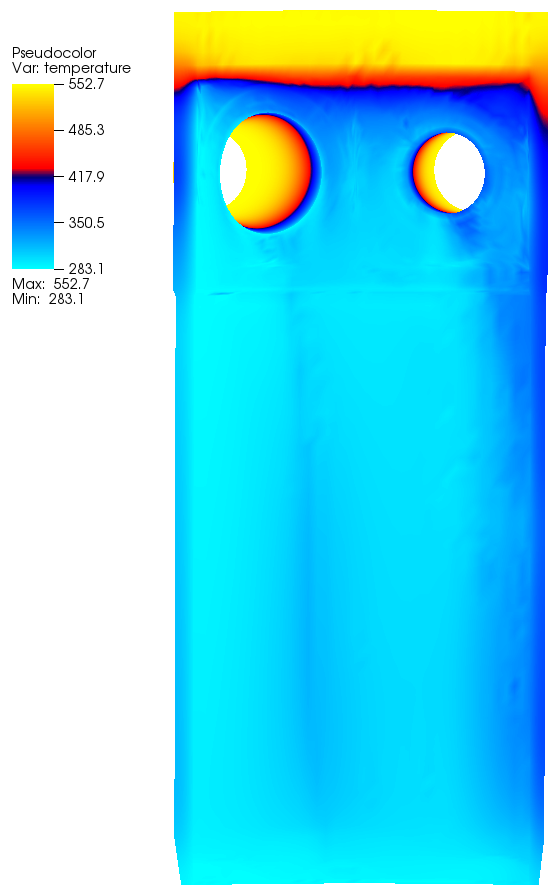 Pseudocolor
Var: temperature
552.7
485.3
417.9
350.5
283.1
Max: 552.7
Min: 283.1